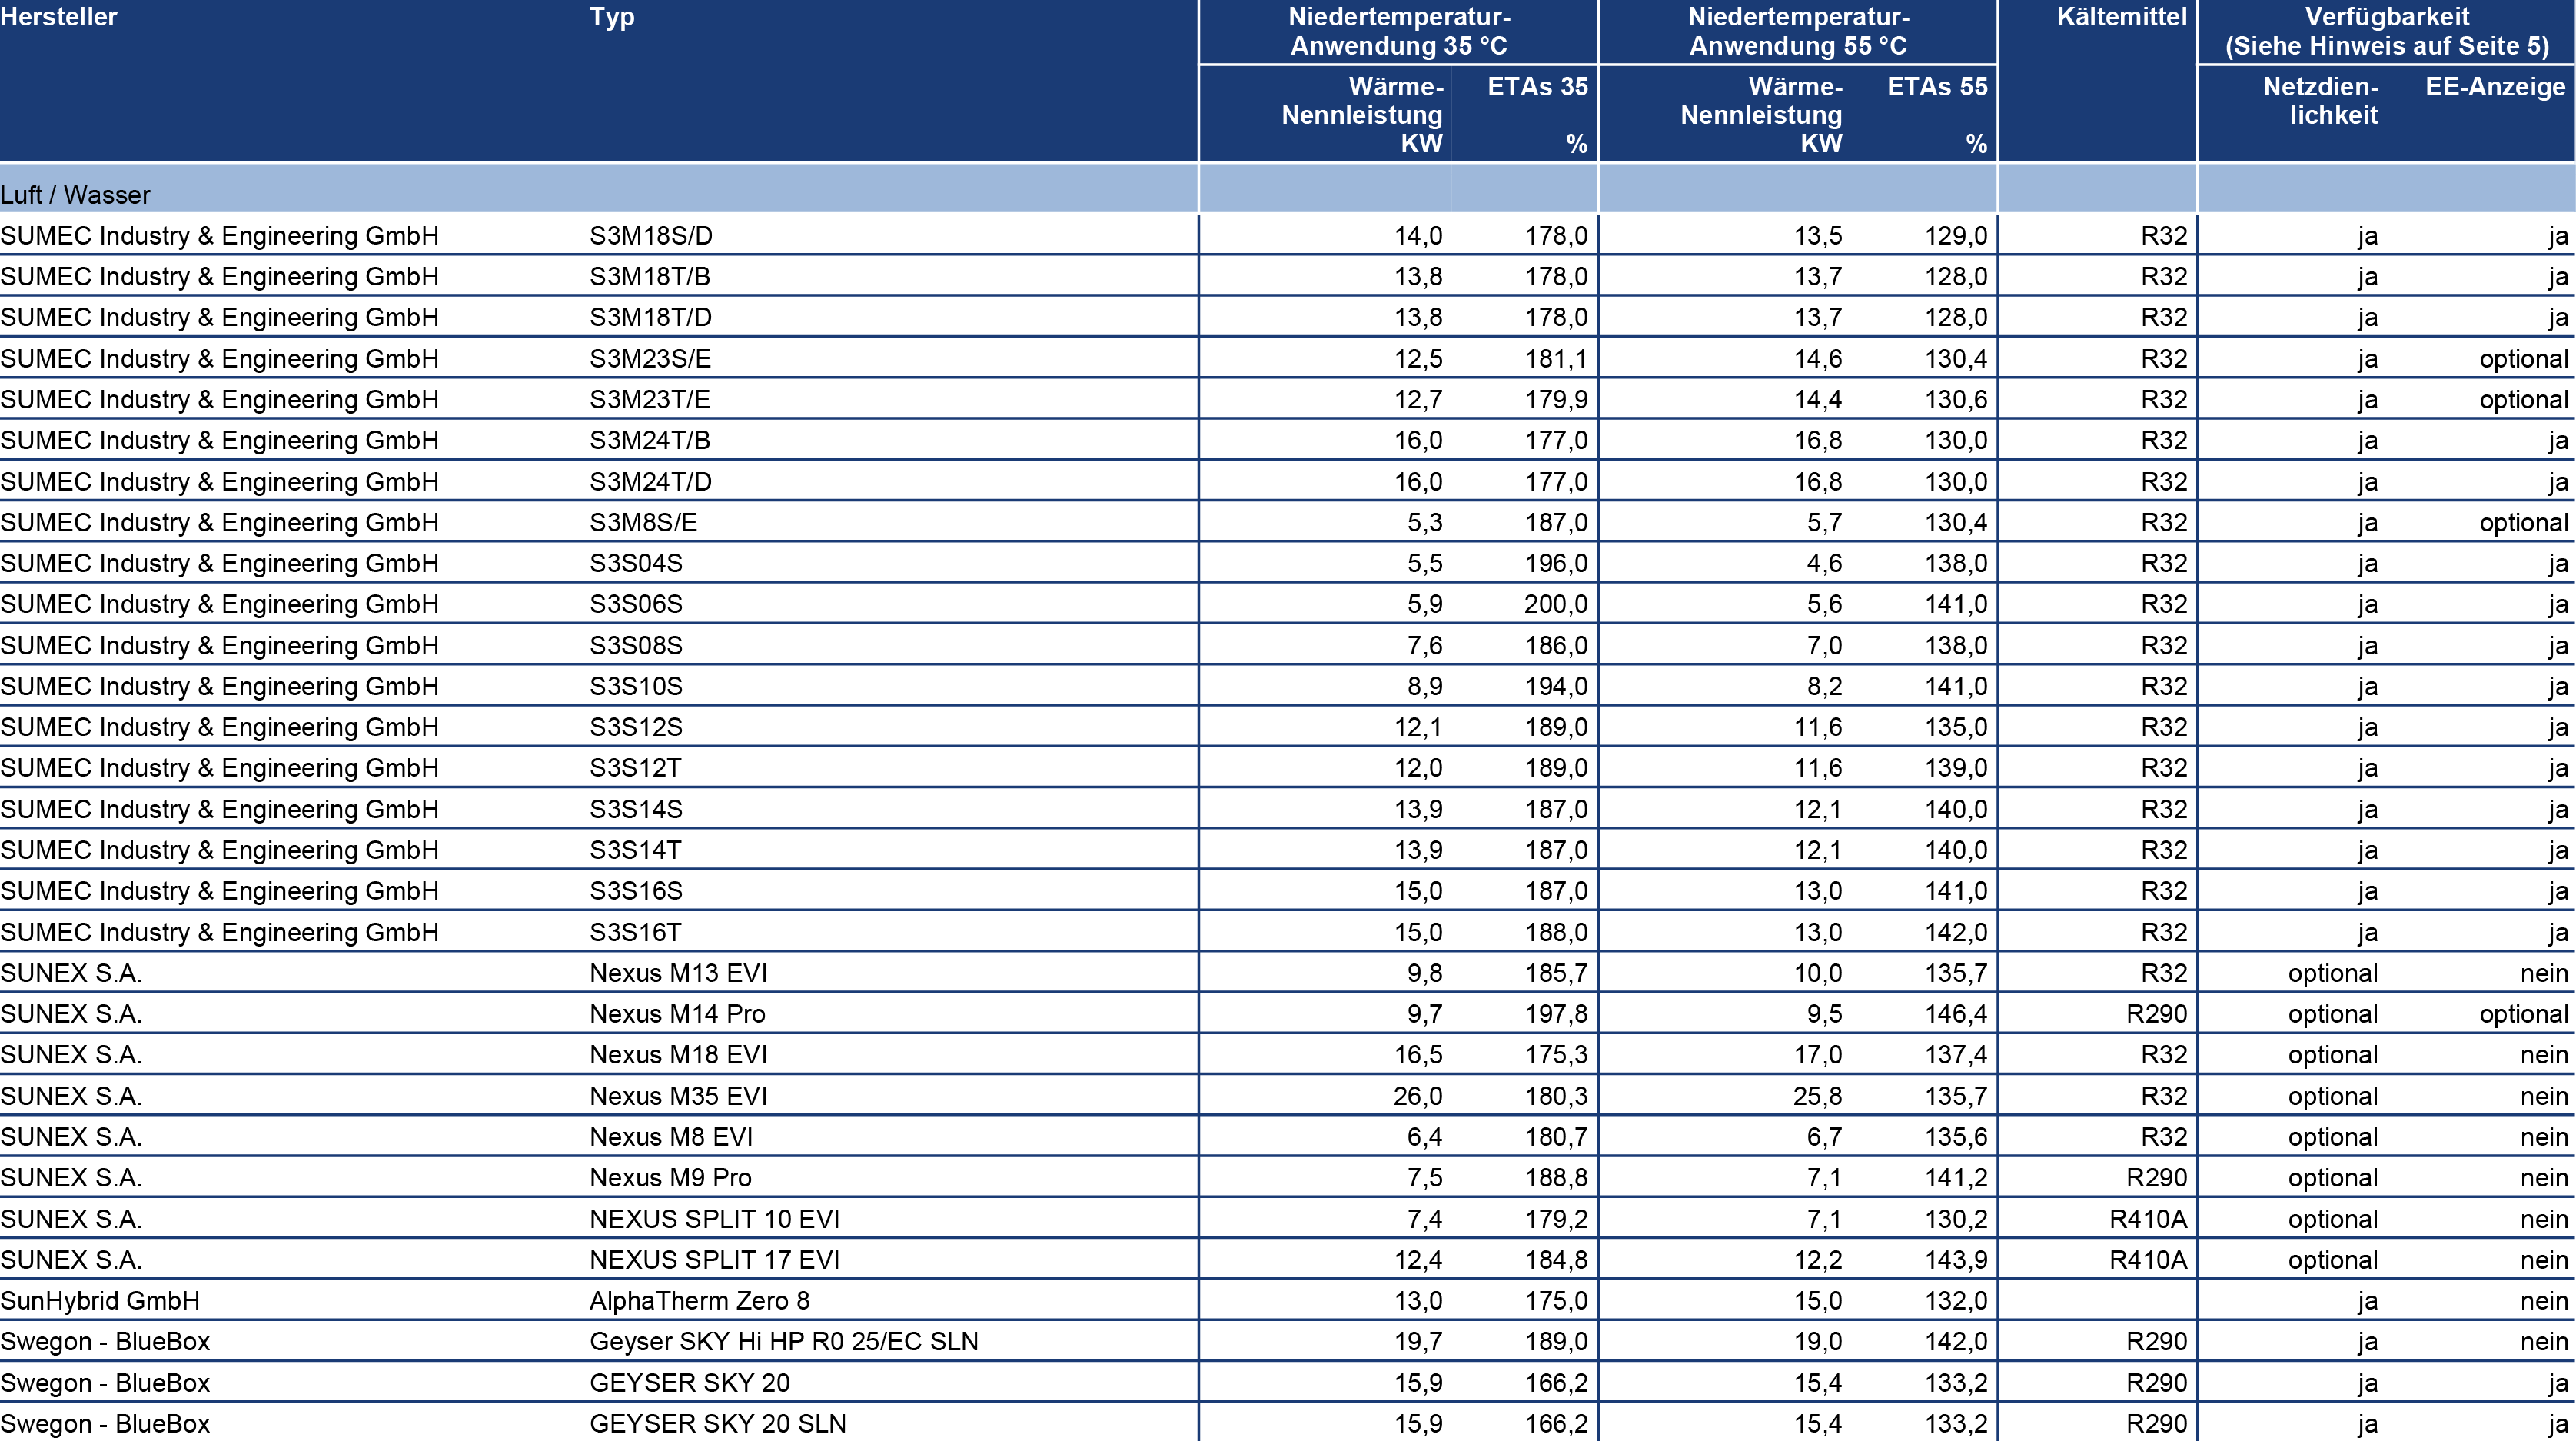 Hersteller Typ Niedertemperatur- Niedertemperatur- Kältemittel Verfügbarkeit
Anwendung 35 °C Anwendung 55 °C (Siehe Hinweis auf Seite 5)
Wärme- ETAs 35 Wärme- ETAs 55 Netzdien- EE-Anzeige
Nennleistung Nennleistung lichkeit
KW % KW %
Luft / Wasser
SUMEC Industry & Engineering GmbH S3M18S/D 14,0 178,0 13,5 129,0 R32 ja ja
SUMEC Industry & Engineering GmbH S3M18T/B 13,8 178,0 13,7 128,0 R32 ja ja
SUMEC Industry & Engineering GmbH S3M18T/D 13,8 178,0 13,7 128,0 R32 ja ja
SUMEC Industry & Engineering GmbH S3M23S/E 12,5 181,1 14,6 130,4 R32 ja optional
SUMEC Industry & Engineering GmbH S3M23T/E 12,7 179,9 14,4 130,6 R32 ja optional
SUMEC Industry & Engineering GmbH S3M24T/B 16,0 177,0 16,8 130,0 R32 ja ja
SUMEC Industry & Engineering GmbH S3M24T/D 16,0 177,0 16,8 130,0 R32 ja ja
SUMEC Industry & Engineering GmbH S3M8S/E 5,3 187,0 5,7 130,4 R32 ja optional
SUMEC Industry & Engineering GmbH S3S04S 5,5 196,0 4,6 138,0 R32 ja ja
SUMEC Industry & Engineering GmbH S3S06S 5,9 200,0 5,6 141,0 R32 ja ja
SUMEC Industry & Engineering GmbH S3S08S 7,6 186,0 7,0 138,0 R32 ja ja
SUMEC Industry & Engineering GmbH S3S10S 8,9 194,0 8,2 141,0 R32 ja ja
SUMEC Industry & Engineering GmbH S3S12S 12,1 189,0 11,6 135,0 R32 ja ja
SUMEC Industry & Engineering GmbH S3S12T 12,0 189,0 11,6 139,0 R32 ja ja
SUMEC Industry & Engineering GmbH S3S14S 13,9 187,0 12,1 140,0 R32 ja ja
SUMEC Industry & Engineering GmbH S3S14T 13,9 187,0 12,1 140,0 R32 ja ja
SUMEC Industry & Engineering GmbH S3S16S 15,0 187,0 13,0 141,0 R32 ja ja
SUMEC Industry & Engineering GmbH S3S16T 15,0 188,0 13,0 142,0 R32 ja ja
SUNEX S.A. Nexus M13 EVI 9,8 185,7 10,0 135,7 R32 optional nein
SUNEX S.A. Nexus M14 Pro 9,7 197,8 9,5 146,4 R290 optional optional
SUNEX S.A. Nexus M18 EVI 16,5 175,3 17,0 137,4 R32 optional nein
SUNEX S.A. Nexus M35 EVI 26,0 180,3 25,8 135,7 R32 optional nein
SUNEX S.A. Nexus M8 EVI 6,4 180,7 6,7 135,6 R32 optional nein
SUNEX S.A. Nexus M9 Pro 7,5 188,8 7,1 141,2 R290 optional nein
SUNEX S.A. NEXUS SPLIT 10 EVI 7,4 179,2 7,1 130,2 R410A optional nein
SUNEX S.A. NEXUS SPLIT 17 EVI 12,4 184,8 12,2 143,9 R410A optional nein
SunHybrid GmbH AlphaTherm Zero 8 13,0 175,0 15,0 132,0 ja nein
Swegon - BlueBox Geyser SKY Hi HP R0 25/EC SLN 19,7 189,0 19,0 142,0 R290 ja nein
Swegon - BlueBox GEYSER SKY 20 15,9 166,2 15,4 133,2 R290 ja ja
Swegon - BlueBox GEYSER SKY 20 SLN 15,9 166,2 15,4 133,2 R290 ja ja